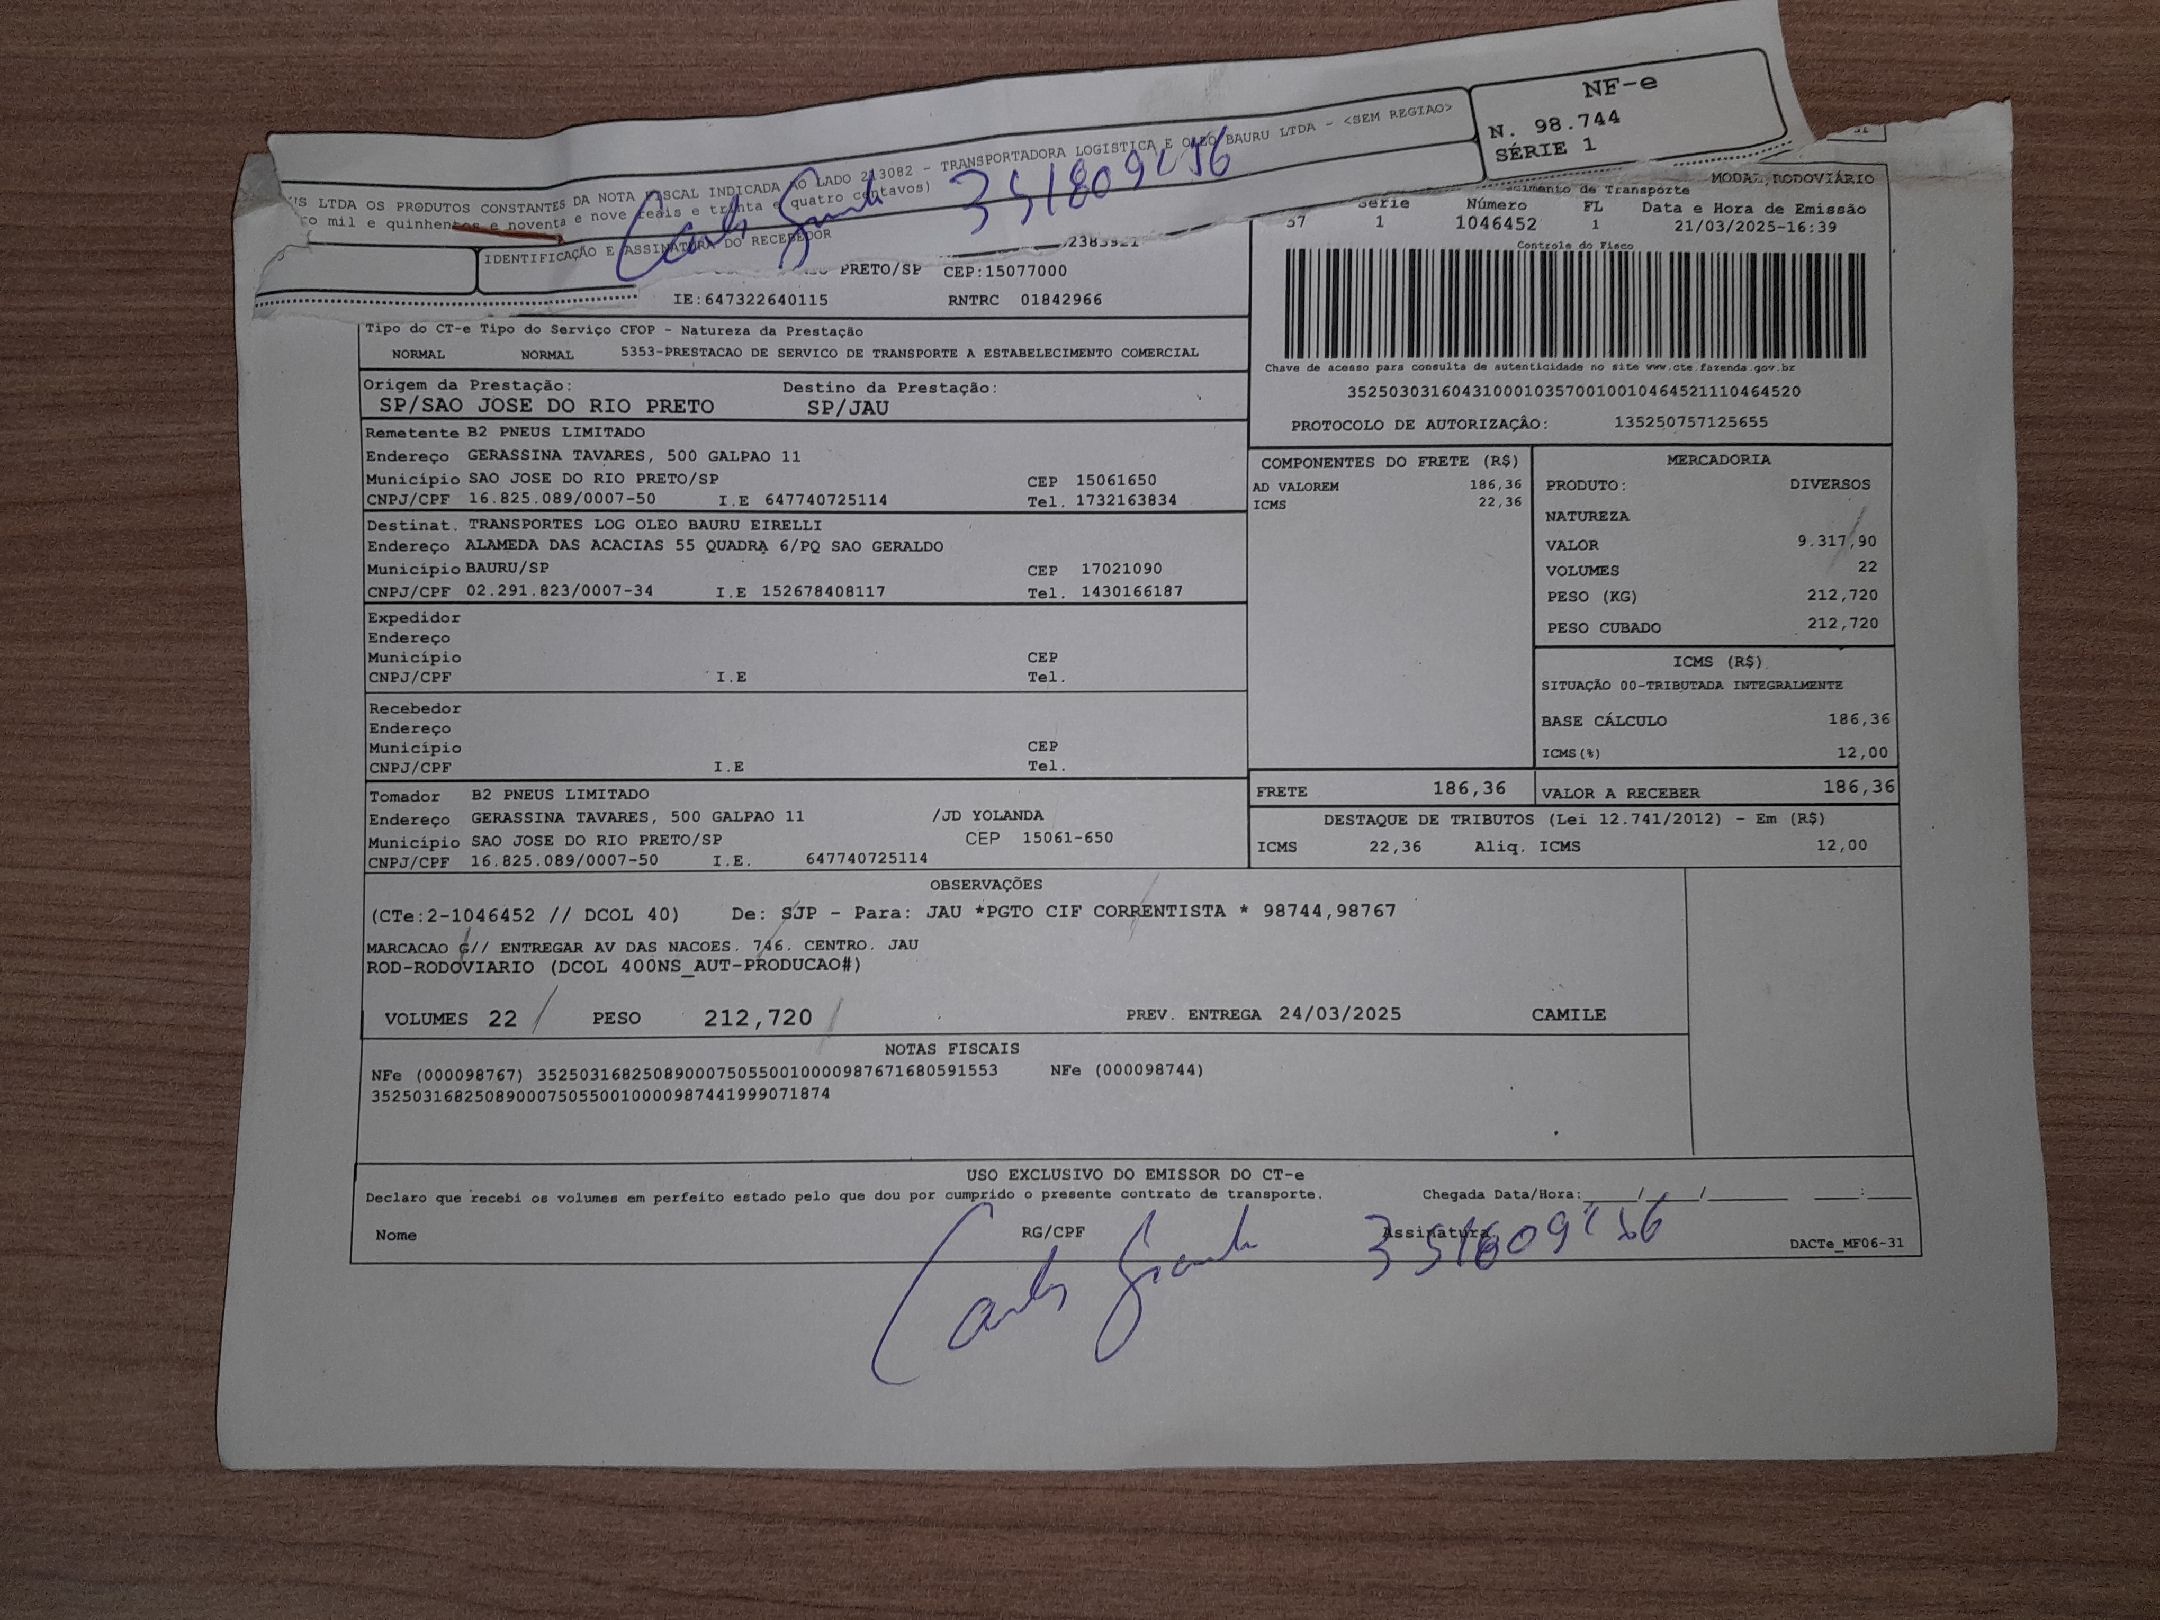 NF-e
N. 98.744
SÉRIE 1
LTDA OS PRODUTOS CONSTANTES DA NOTA FISCAL INDICADA AO LADO 213082 - TRANSPORTADORA LOGISTICA E OLEO BAURU LTDA - <SEM REGIAO>
mil e quinhentos e noventa e nove reais e trinta e quatro centavos)
IDENTIFICAÇÃO E ASSINATURA DO RECEBEDOR
Carlos
de Transporte
MODAL RODOVIÁRIO
Série Número FL Data e Hora de Emissão
57 1 1046452 1 21/03/2025-16:39
Controle do Fisco
PRETO/SP CEP:15077000
IE:647322640115 RNTRC 01842966
Tipo do CT-e Tipo do Serviço CFOP - Natureza da Prestação
NORMAL NORMAL 5353-PRESTACAO DE SERVICO DE TRANSPORTE A ESTABELECIMENTO COMERCIAL
Chave de acesso para consulta de autenticidade no site www.cte.fazenda.gov.br
35250303160431000103570010010464521110464520
PROTOCOLO DE AUTORIZAÇÃO: 135250757125655
Origem da Prestação: Destino da Prestação:
SP/SAO JOSE DO RIO PRETO SP/JAU
Remetente B2 PNEUS LIMITADO
Endereço GERASSINA TAVARES, 500 GALPAO 11
Município SAO JOSE DO RIO PRETO/SP CEP 15061650
CNPJ/CPF 16.825.089/0007-50 I.E 647740725114 Tel. 1732163834
Destinat. TRANSPORTES LOG OLEO BAURU EIRELLI
Endereço ALAMEDA DAS ACACIAS 55 QUADRA 6/PQ SAO GERALDO
Município BAURU/SP CEP 17021090
CNPJ/CPF 02.291.823/0007-34 I.E 152678408117 Tel. 1430166187
Expedidor
Endereço
Município CEP
CNPJ/CPF I.E Tel.
Recebedor
Endereço
Município CEP
CNPJ/CPF I.E Tel.
Tomador B2 PNEUS LIMITADO
Endereço GERASSINA TAVARES, 500 GALPAO 11 /JD YOLANDA
Município SAO JOSE DO RIO PRETO/SP CEP 15061-650
CNPJ/CPF 16.825.089/0007-50 I.E. 647740725114
COMPONENTES DO FRETE (R$)
AD VALOREM 186,36
ICMS 22,36
MERCADORIA
PRODUTO: DIVERSOS
NATUREZA
VALOR 9.317,90
VOLUMES 22
PESO (KG) 212,720
PESO CUBADO 212,720
ICMS (R$)
SITUAÇÃO 00-TRIBUTADA INTEGRALMENTE
BASE CÁLCULO 186,36
ICMS(%) 12,00
FRETE 186,36 VALOR A RECEBER 186,36
DESTAQUE DE TRIBUTOS (Lei 12.741/2012) - Em (R$)
ICMS 22,36 Aliq. ICMS 12,00
OBSERVAÇÕES
(CTe:2-1046452 // DCOL 40) De: SJP - Para: JAU *PGTO CIF CORRENTISTA * 98744,98767
MARCACAO G// ENTREGAR AV DAS NACOES. 746. CENTRO. JAU
ROD-RODOVIARIO (DCOL 400NS_AUT-PRODUCAO#)
VOLUMES 22 PESO 212,720 PREV. ENTREGA 24/03/2025 CAMILE
NOTAS FISCAIS
NFe (000098767) 35250316825089000750550010000987671680591553 NFe (000098744)
35250316825089000750550010000987441999071874
USO EXCLUSIVO DO EMISSOR DO CT-e
Declaro que recebi os volumes em perfeito estado pelo que dou por cumprido o presente contrato de transporte. Chegada Data/Hora:____/____/________ ____:____
Nome RG/CPF Assinatura
DACTe_MF06-31
Carlos